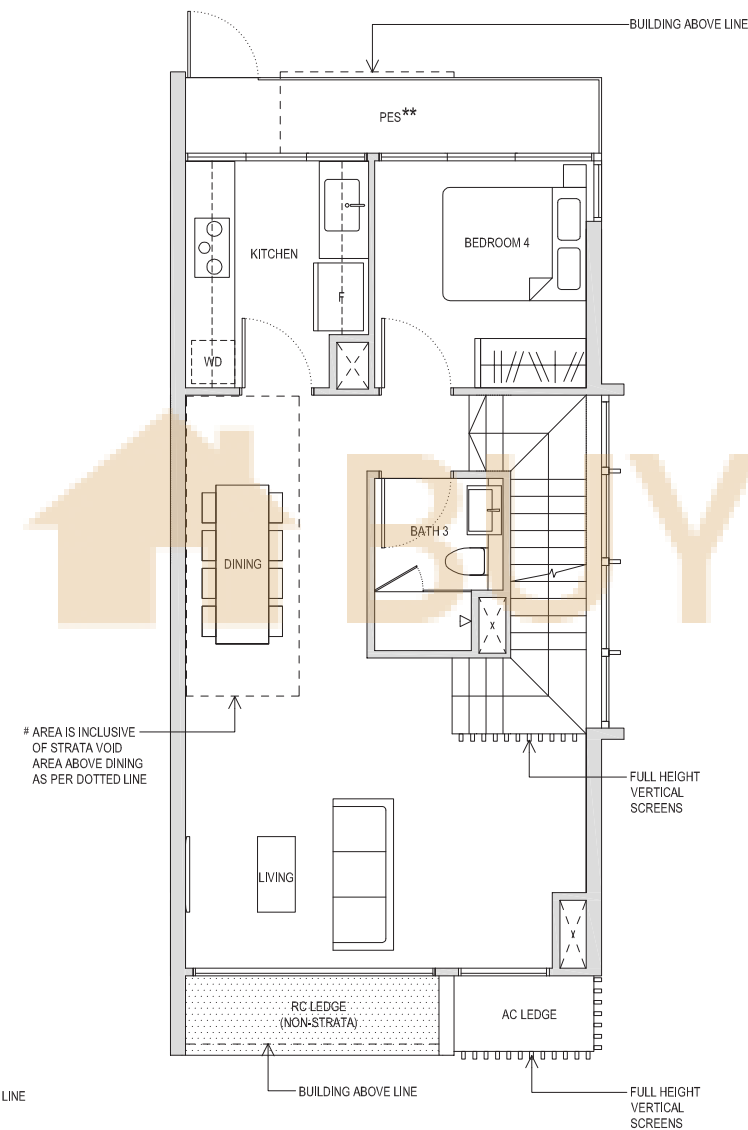 BUILDING ABOVE LINE
PES**
KITCHEN
BEDROOM 4
F
WD
BUY
BATH 3
DINING
# AREA IS INCLUSIVE
OF STRATA VOID
AREA ABOVE DINING
AS PER DOTTED LINE
FULL HEIGHT
VERTICAL
SCREENS
LIVING
RC LEDGE
(NON-STRATA)
AC LEDGE
BUILDING ABOVE LINE
LINE
FULL HEIGHT
VERTICAL
SCREENS